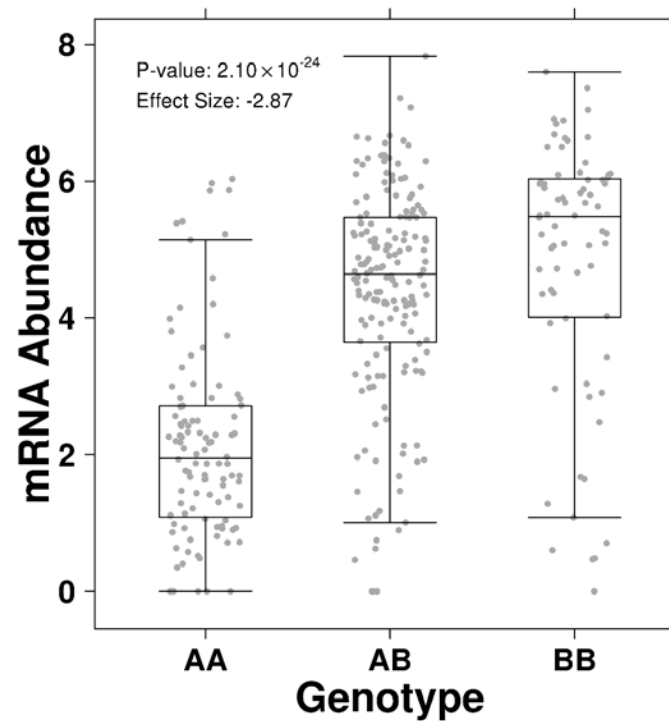 P-value: 2.10×10⁻²⁴
Effect Size: -2.87
mRNA Abundance
8
6
4
2
0
AA AB BB
Genotype